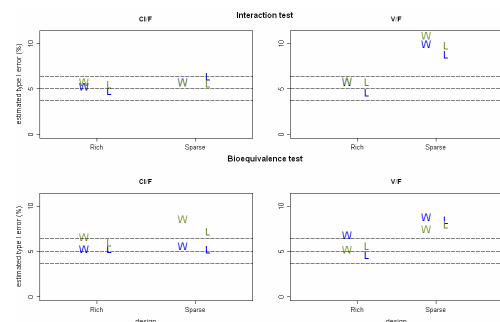 Interaction test
Cl/F
V/F
estimated type I error (%)
10
5
0
W W L L
W W L L
W W L L
W W L L
Rich Sparse
Rich Sparse
Bioequivalence test
Cl/F
V/F
estimated type I error (%)
10
5
0
W W L L
W W L L
W W L L
W W L L
Rich Sparse
Rich Sparse
design
design